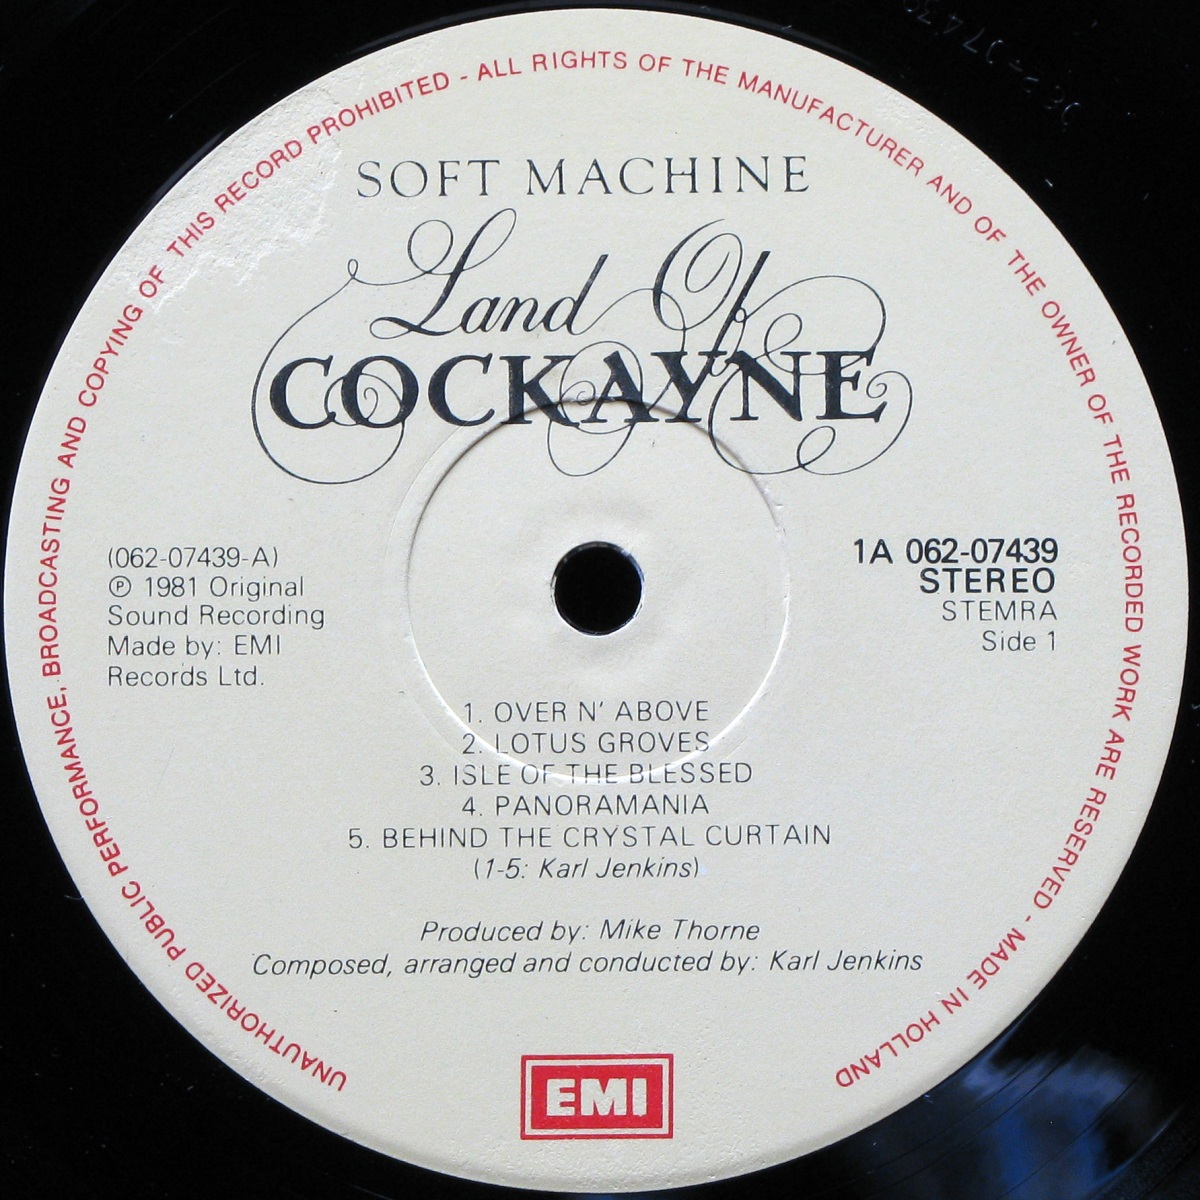 UNAUTHORIZED PUBLIC PERFORMANCE, BROADCASTING AND COPYING OF THIS RECORD PROHIBITED - ALL RIGHTS OF THE MANUFACTURER AND OF THE OWNER OF THE RECORDED WORK ARE RESERVED - MADE IN HOLLAND
SOFT MACHINE
Land Of
COCKAYNE
(062-07439-A)
℗ 1981 Original
Sound Recording
Made by: EMI
Records Ltd.
1A 062-07439
STEREO
STEMRA
Side 1
1. OVER N' ABOVE
2. LOTUS GROVES
3. ISLE OF THE BLESSED
4. PANORAMANIA
5. BEHIND THE CRYSTAL CURTAIN
(1-5: Karl Jenkins)
Produced by: Mike Thorne
Composed, arranged and conducted by: Karl Jenkins
EMI